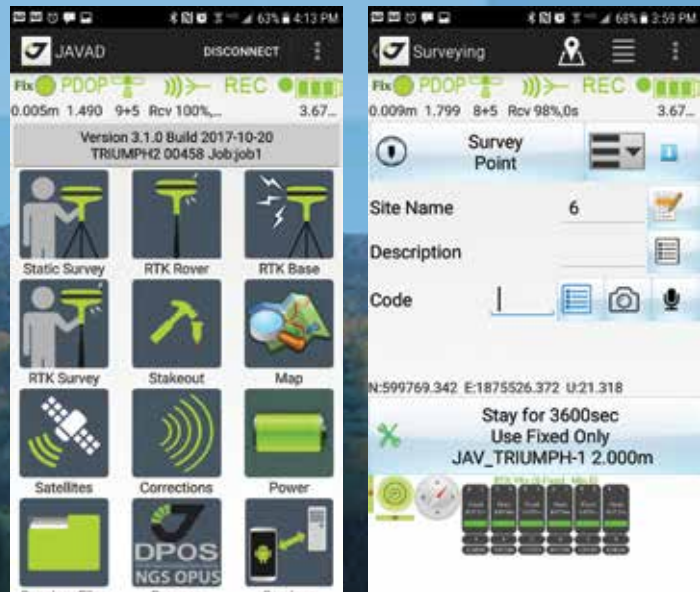 63% 4:13 PM
JAVAD DISCONNECT
Fix PDOP REC
0.005m 1.490 9+5 Rcv 100%,... 3.67...
Version 3.1.0 Build 2017-10-20
TRIUMPH2 00458 Job:job1
Static Survey RTK Rover RTK Base
RTK Survey Stakeout Map
Satellites Corrections Power
DPOS
NGS OPUS
68% 3:59 PM
Surveying
Fix PDOP REC
0.009m 1.799 8+5 Rcv 98%,0s 3.67...
Survey
Point
Site Name 6
Description
Code
N:599769.342 E:1875526.372 U:21.318
Stay for 3600sec
Use Fixed Only
JAV_TRIUMPH-1 2.000m